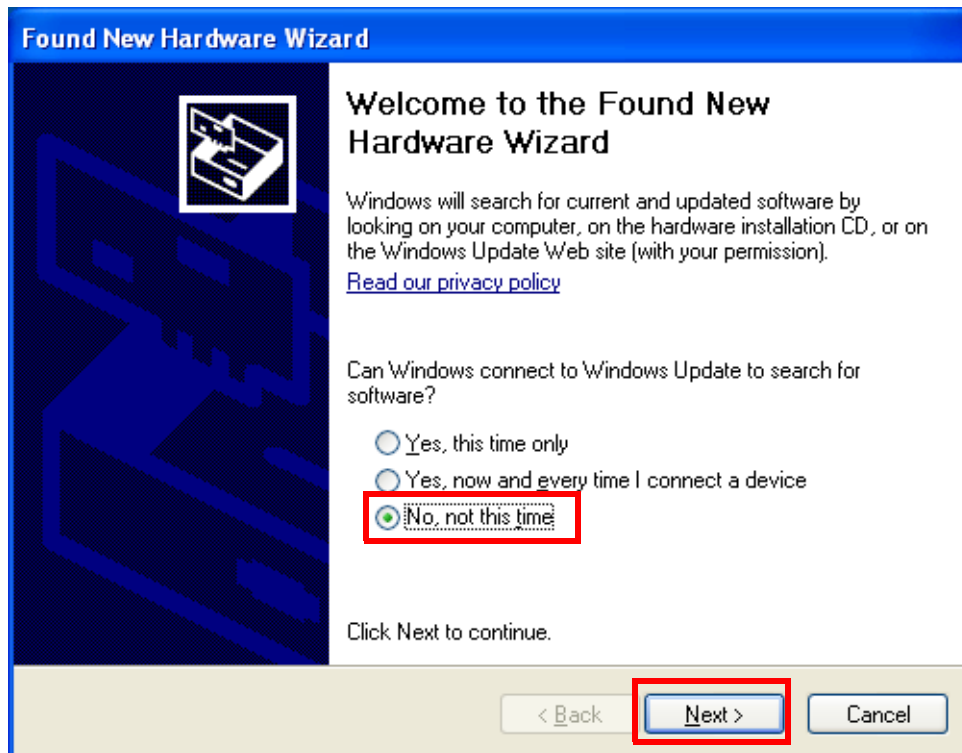 Found New Hardware Wizard
Welcome to the Found New
Hardware Wizard
Windows will search for current and updated software by
looking on your computer, on the hardware installation CD, or on
the Windows Update Web site (with your permission).
Read our privacy policy
Can Windows connect to Windows Update to search for
software?
Yes, this time only
Yes, now and every time I connect a device
No, not this time
Click Next to continue.
< Back
Next >
Cancel